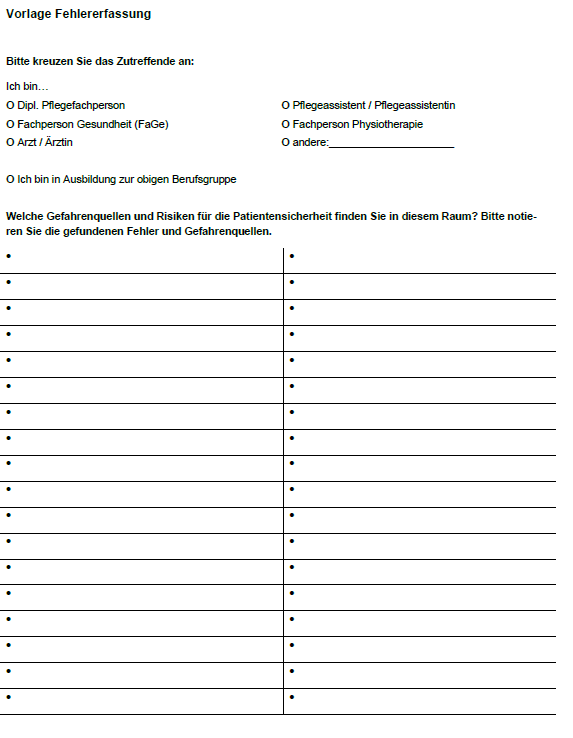 Vorlage Fehlererfassung
Bitte kreuzen Sie das Zutreffende an:
Ich bin…
O Dipl. Pflegefachperson
O Pflegeassistent / Pflegeassistentin
O Fachperson Gesundheit (FaGe)
O Fachperson Physiotherapie
O Arzt / Ärztin
O andere:_____________________
O Ich bin in Ausbildung zur obigen Berufsgruppe
Welche Gefahrenquellen und Risiken für die Patientensicherheit finden Sie in diesem Raum? Bitte notie-
ren Sie die gefundenen Fehler und Gefahrenquellen.